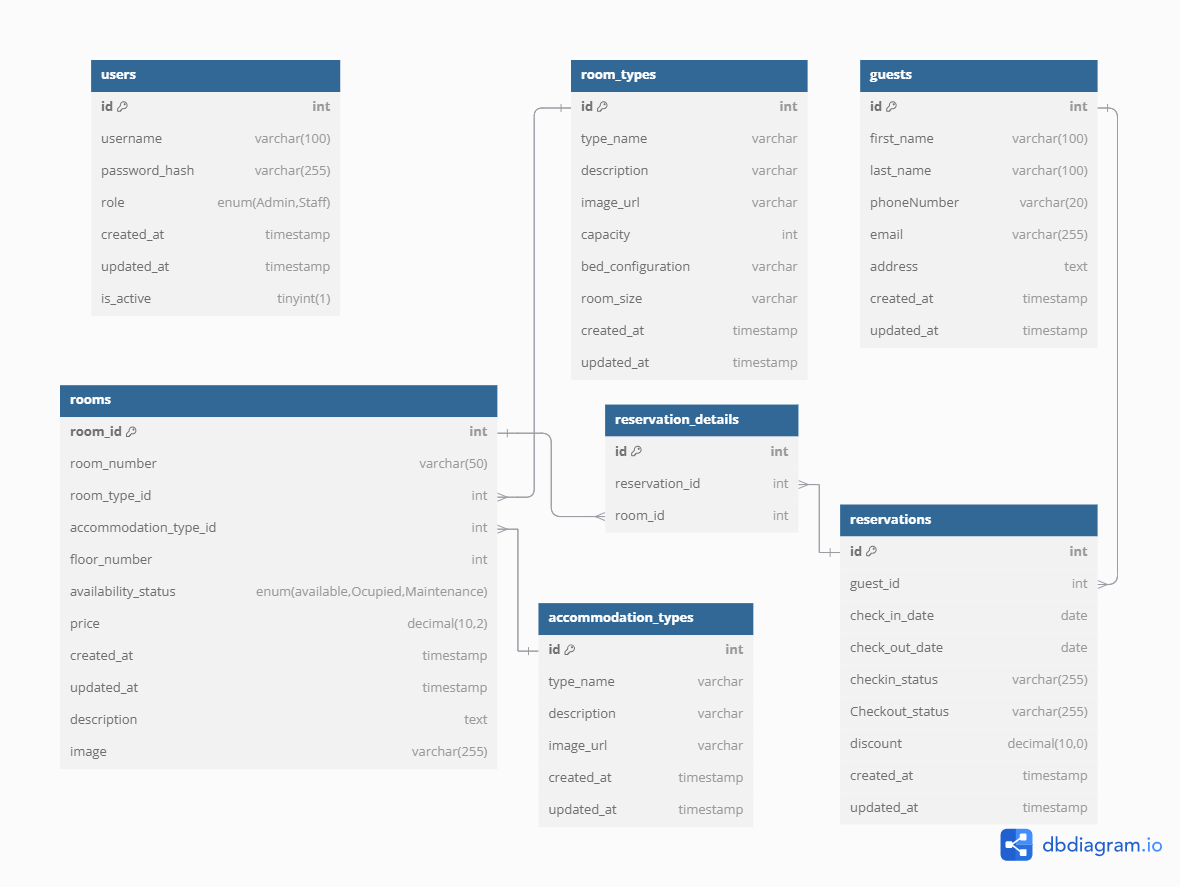 users
id int
username varchar(100)
password_hash varchar(255)
role enum(Admin,Staff)
created_at timestamp
updated_at timestamp
is_active tinyint(1)
room_types
id int
type_name varchar
description varchar
image_url varchar
capacity int
bed_configuration varchar
room_size varchar
created_at timestamp
updated_at timestamp
guests
id int
first_name varchar(100)
last_name varchar(100)
phoneNumber varchar(20)
email varchar(255)
address text
created_at timestamp
updated_at timestamp
rooms
room_id int
room_number varchar(50)
room_type_id int
accommodation_type_id int
floor_number int
availability_status enum(available,Ocupied,Maintenance)
price decimal(10,2)
created_at timestamp
updated_at timestamp
description text
image varchar(255)
reservation_details
id int
reservation_id int
room_id int
accommodation_types
id int
type_name varchar
description varchar
image_url varchar
created_at timestamp
updated_at timestamp
reservations
id int
guest_id int
check_in_date date
check_out_date date
checkin_status varchar(255)
Checkout_status varchar(255)
discount decimal(10,0)
created_at timestamp
updated_at timestamp
dbdiagram.io